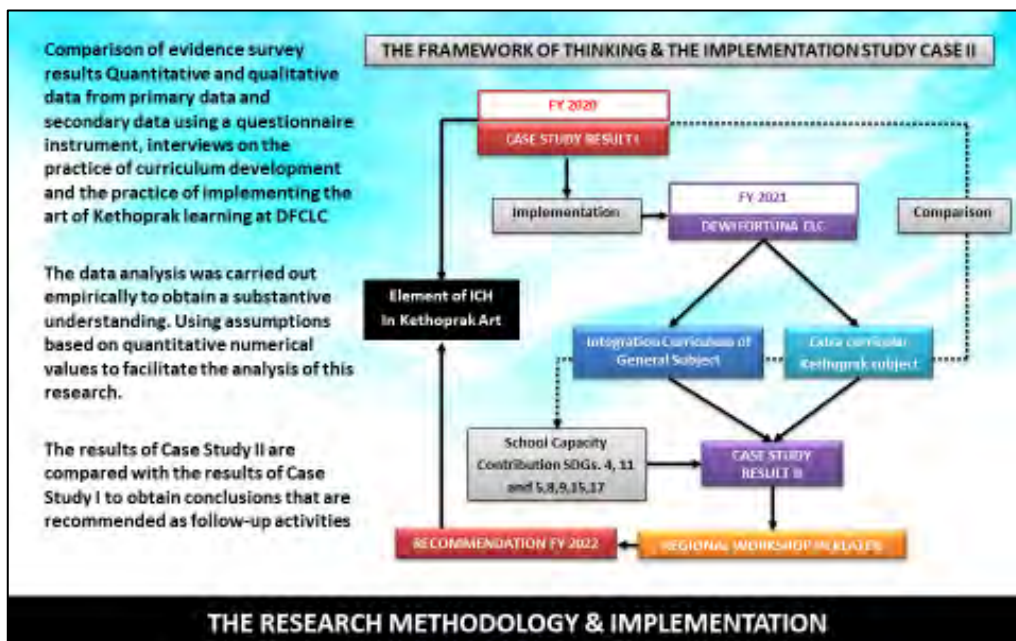 Comparison of evidence survey
results Quantitative and qualitative
data from primary data and
secondary data using a questionnaire
instrument, interviews on the
practice of curriculum development
and the practice of implementing the
art of Kethoprak learning at DFCLC
The data analysis was carried out
empirically to obtain a substantive
understanding. Using assumptions
based on quantitative numerical
values to facilitate the analysis of this
research.
The results of Case Study II are
compared with the results of Case
Study I to obtain conclusions that are
recommended as follow-up activities
THE FRAMEWORK OF THINKING & THE IMPLEMENTATION STUDY CASE II
FY 2020
CASE STUDY RESULT I
Implementation
FY 2021
DEWI FORTUNA CLC
Comparison
Element of ICH
In Kethoprak Art
Integration Curriculum of
General Subject
Extra curricular
Kethoprak subject
School Capacity
Contribution SDGs. 4, 11
and 5,8,9,15,17
CASE STUDY
RESULT II
RECOMMENDATION FY 2022
REGIONAL WORKSHOP IN KLATEN
THE RESEARCH METHODOLOGY & IMPLEMENTATION